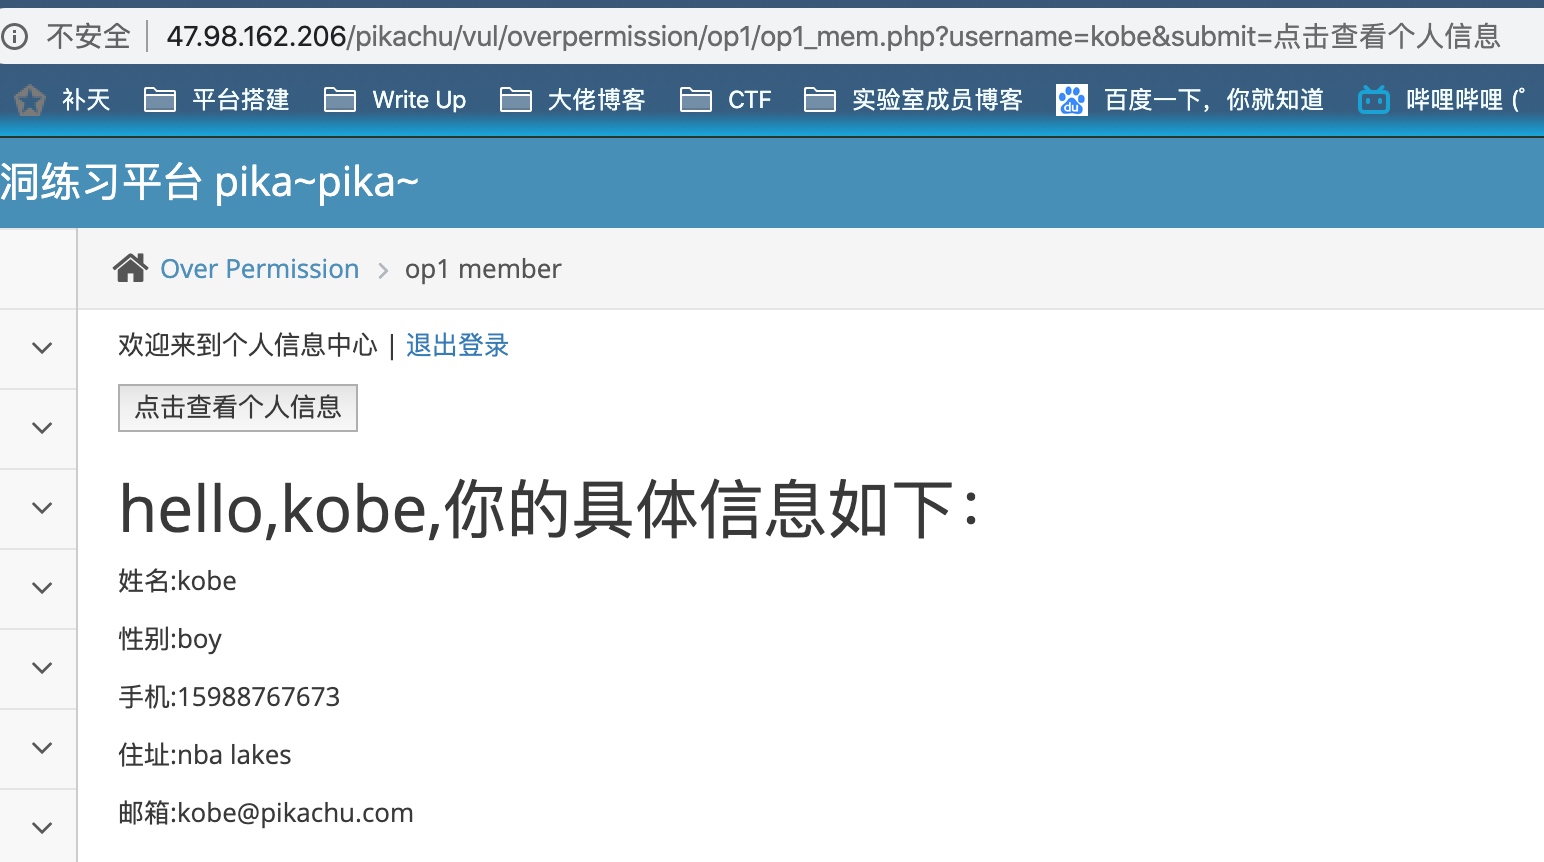 不安全 47.98.162.206/pikachu/vul/overpermission/op1/op1_mem.php?username=kobe&submit=点击查看个人信息
补天 平台搭建 Write Up 大佬博客 CTF 实验室成员博客 du 百度一下，你就知道 哔哩哔哩 (゜
洞练习平台 pika~pika~
Over Permission > op1 member
欢迎来到个人信息中心 | 退出登录
点击查看个人信息
hello,kobe,你的具体信息如下：
姓名:kobe
性别:boy
手机:15988767673
住址:nba lakes
邮箱:kobe@pikachu.com